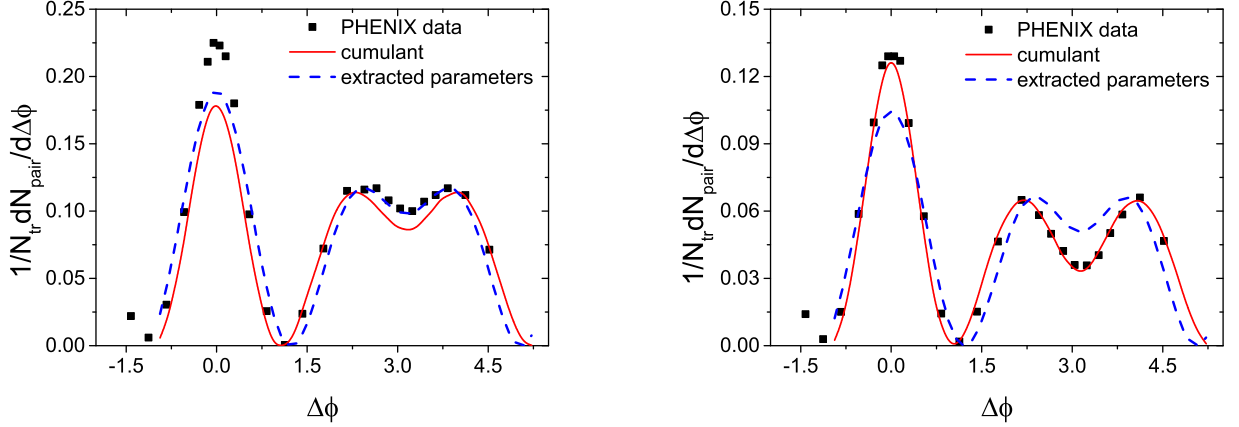 0.25
0.20
0.15
0.10
0.05
0.00
1/N_tr dN_pair/dΔϕ
PHENIX data
cumulant
extracted parameters
-1.5 0.0 1.5 3.0 4.5
Δϕ
0.15
0.12
0.09
0.06
0.03
0.00
1/N_tr dN_pair/dΔϕ
PHENIX data
cumulant
extracted parameters
-1.5 0.0 1.5 3.0 4.5
Δϕ